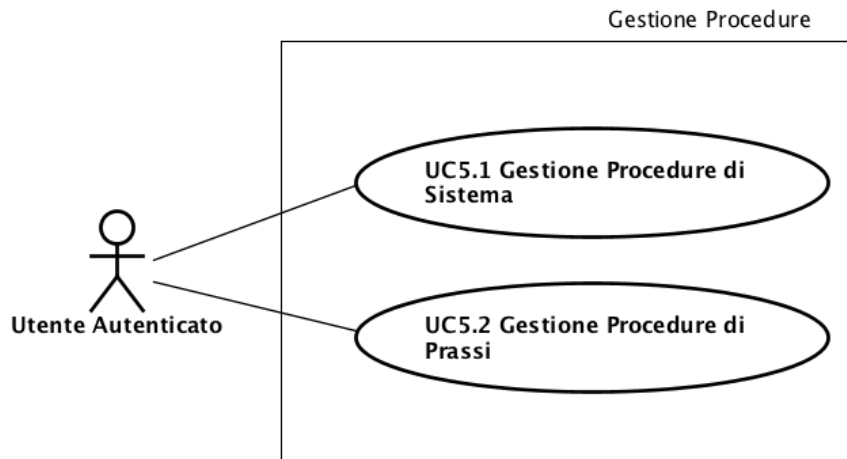 Gestione Procedure
UC5.1 Gestione Procedure di
Sistema
Utente Autenticato
UC5.2 Gestione Procedure di
Prassi